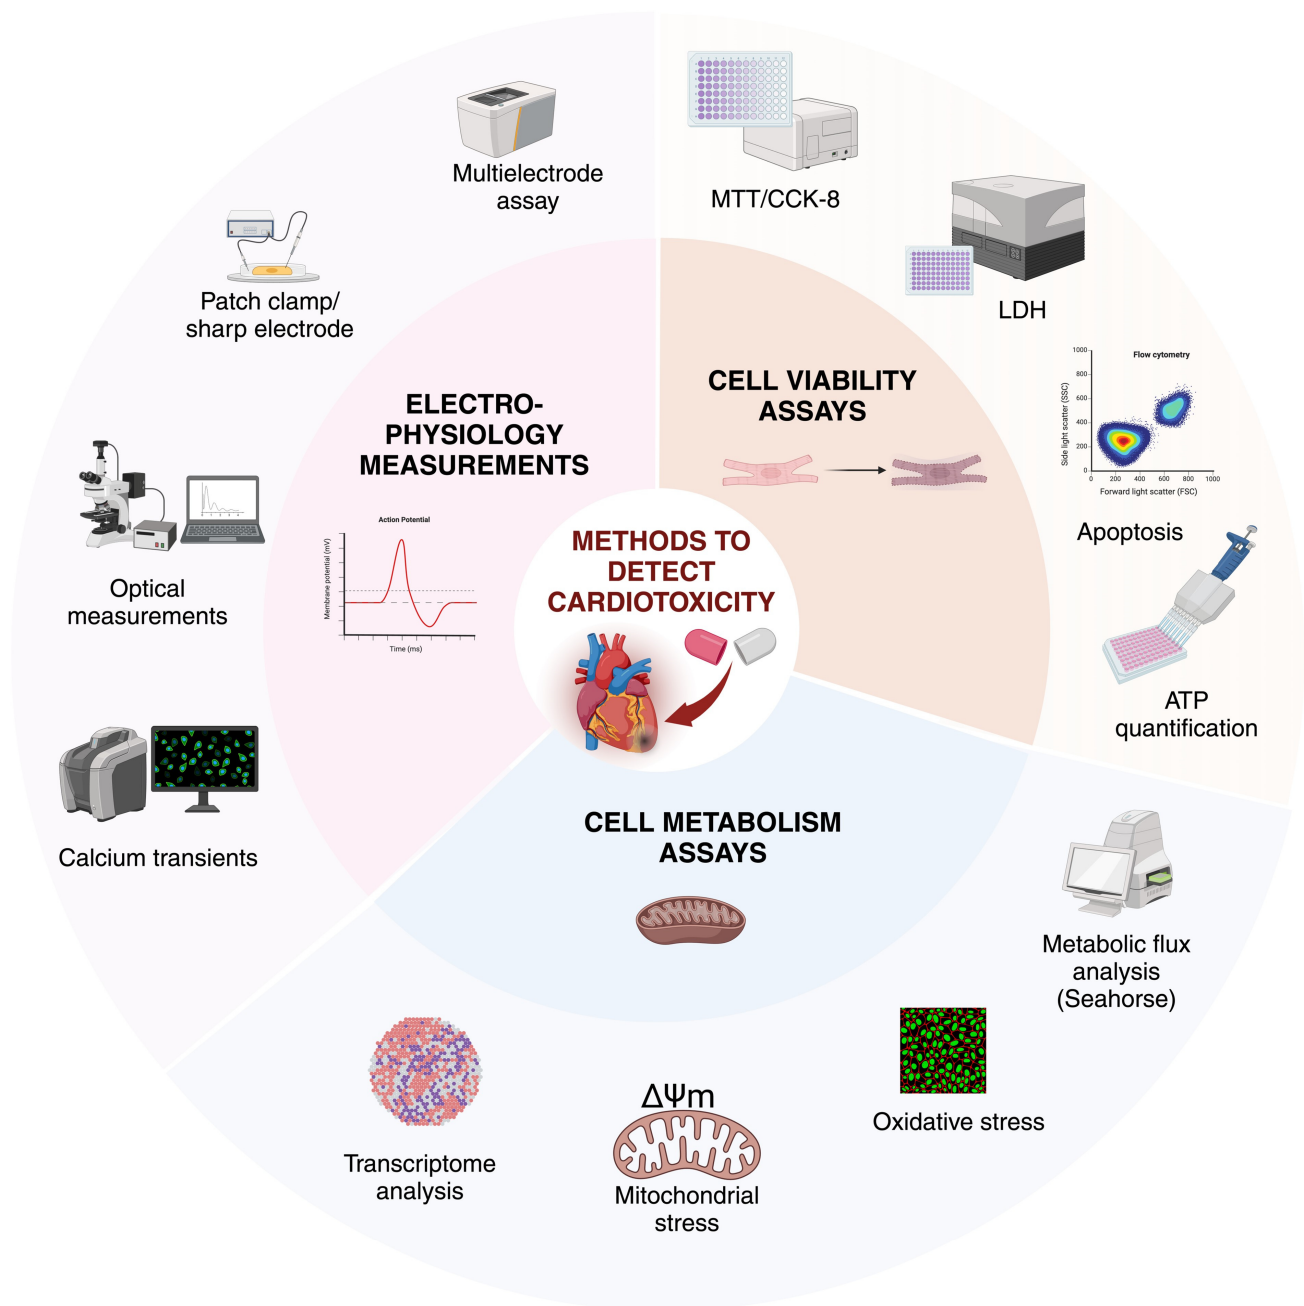 Multielectrode
assay
Patch clamp/
sharp electrode
Optical
measurements
Calcium transients
ELECTRO-
PHYSIOLOGY
MEASUREMENTS
Action Potential
Membrane potential (mV)
Time (ms)
METHODS TO
DETECT
CARDIOTOXICITY
CELL VIABILITY
ASSAYS
MTT/CCK-8
LDH
Flow cytometry
Side light scatter (SSC)
1000
800
600
400
200
0
0 200 400 600 800 1000
Forward light scatter (FSC)
Apoptosis
ATP
quantification
CELL METABOLISM
ASSAYS
Metabolic flux
analysis
(Seahorse)
Oxidative stress
ΔΨm
Mitochondrial
stress
Transcriptome
analysis